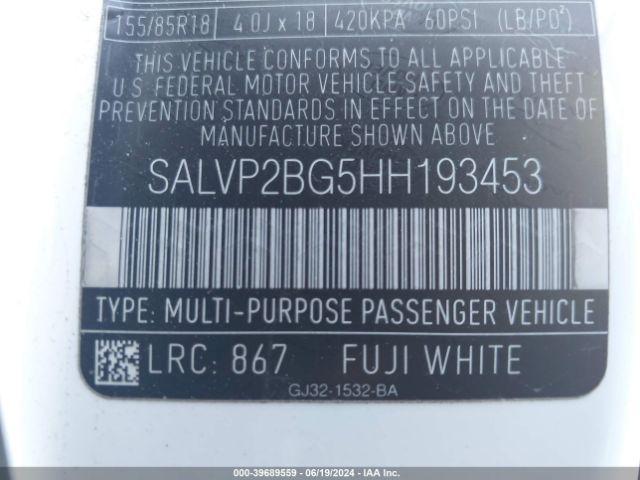 T55/85R18 4.0J x 18 420KPA 60PSI (LB/PO²)
THIS VEHICLE CONFORMS TO ALL APPLICABLE
U.S. FEDERAL MOTOR VEHICLE SAFETY AND THEFT
PREVENTION STANDARDS IN EFFECT ON THE DATE OF
MANUFACTURE SHOWN ABOVE
SALVP2BG5HH193453
TYPE: MULTI-PURPOSE PASSENGER VEHICLE
LRC: 867 FUJI WHITE
GJ32-1532-BA
(Stock#: - 39689559 | 06/19/2024 | IAA Inc.